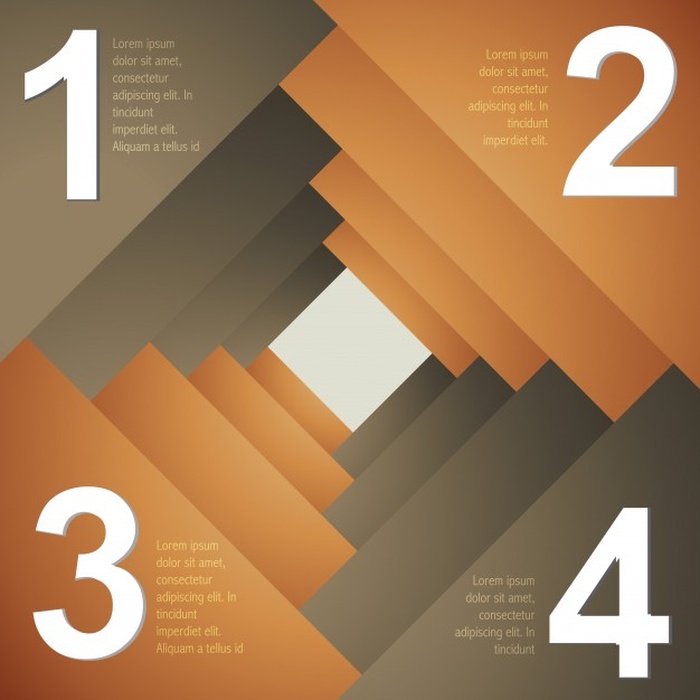 1
Lorem ipsum
dolor sit amet,
consectetur
adipiscing elit. In
tincidunt
imperdiet elit.
Aliquam a tellus id
2
Lorem ipsum
dolor sit amet,
consectetur
adipiscing elit. In
tincidunt
imperdiet elit.
3
Lorem ipsum
dolor sit amet,
consectetur
adipiscing elit. In
tincidunt
imperdiet elit.
Aliquam a tellus id
4
Lorem ipsum
dolor sit amet,
consectetur
adipiscing elit. In
tincidunt